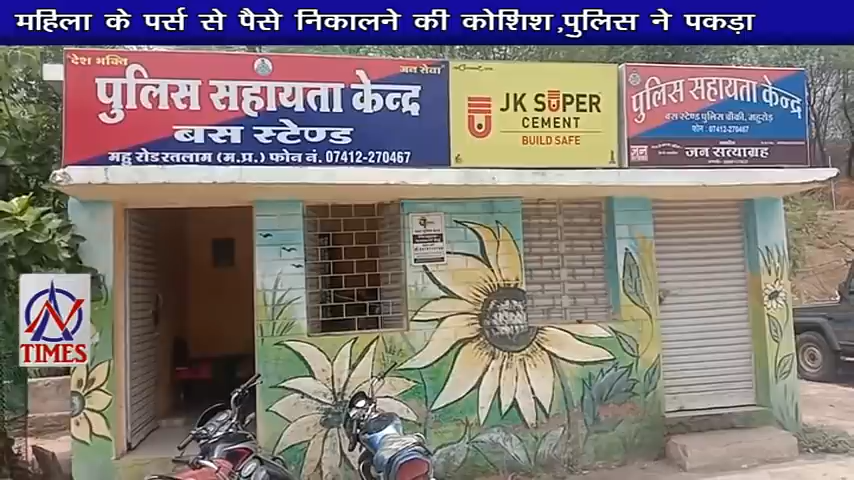 महिला के पर्स से पैसे निकालने की कोशिश,पुलिस ने पकड़ा
देश भक्ति
जन सेवा
पुलिस सहायता केन्द्र
बस स्टेण्ड
महू रोड रतलाम (म.प्र.) फोन नं. 07412-270467
JK SUPER
CEMENT
BUILD SAFE
पुलिस सहायता केन्द्र
बस स्टेण्ड पुलिस चौकी, महूरोड़
फोन : 07412-270467
जन सत्याग्रह
TIMES